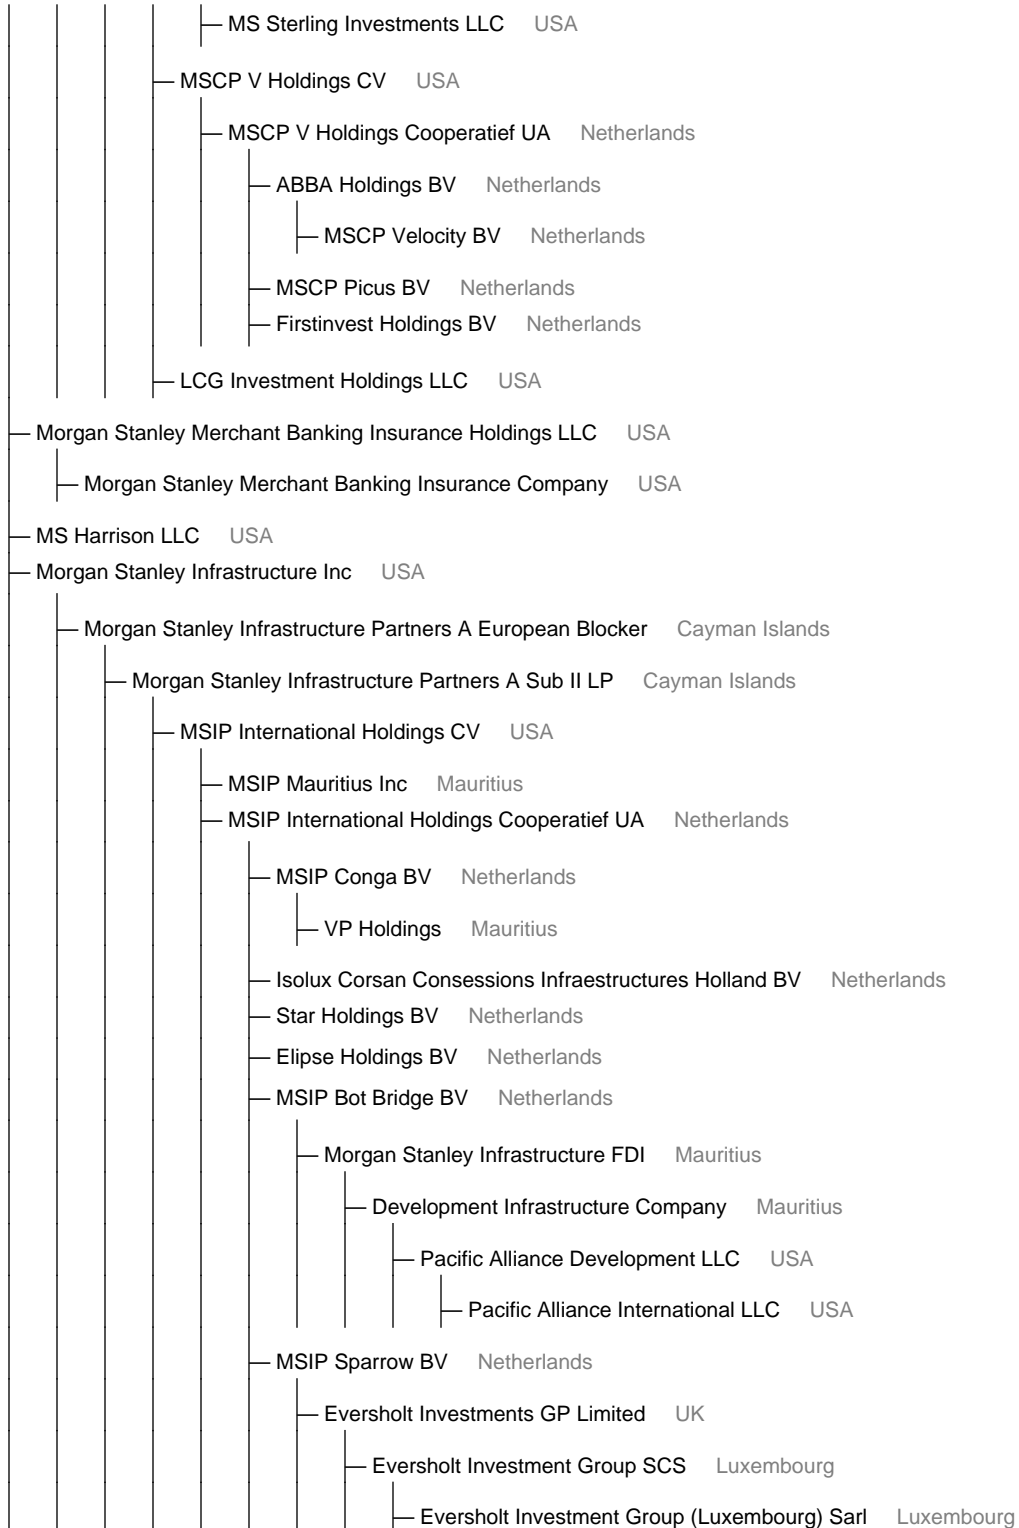 MS Sterling Investments LLC USA
MSCP V Holdings CV USA
MSCP V Holdings Cooperatief UA Netherlands
ABBA Holdings BV Netherlands
MSCP Velocity BV Netherlands
MSCP Picus BV Netherlands
Firstinvest Holdings BV Netherlands
LCG Investment Holdings LLC USA
Morgan Stanley Merchant Banking Insurance Holdings LLC USA
Morgan Stanley Merchant Banking Insurance Company USA
MS Harrison LLC USA
Morgan Stanley Infrastructure Inc USA
Morgan Stanley Infrastructure Partners A European Blocker Cayman Islands
Morgan Stanley Infrastructure Partners A Sub II LP Cayman Islands
MSIP International Holdings CV USA
MSIP Mauritius Inc Mauritius
MSIP International Holdings Cooperatief UA Netherlands
MSIP Conga BV Netherlands
VP Holdings Mauritius
Isolux Corsan Consessions Infraestructures Holland BV Netherlands
Star Holdings BV Netherlands
Elipse Holdings BV Netherlands
MSIP Bot Bridge BV Netherlands
Morgan Stanley Infrastructure FDI Mauritius
Development Infrastructure Company Mauritius
Pacific Alliance Development LLC USA
Pacific Alliance International LLC USA
MSIP Sparrow BV Netherlands
Eversholt Investments GP Limited UK
Eversholt Investment Group SCS Luxembourg
Eversholt Investment Group (Luxembourg) Sarl Luxembourg